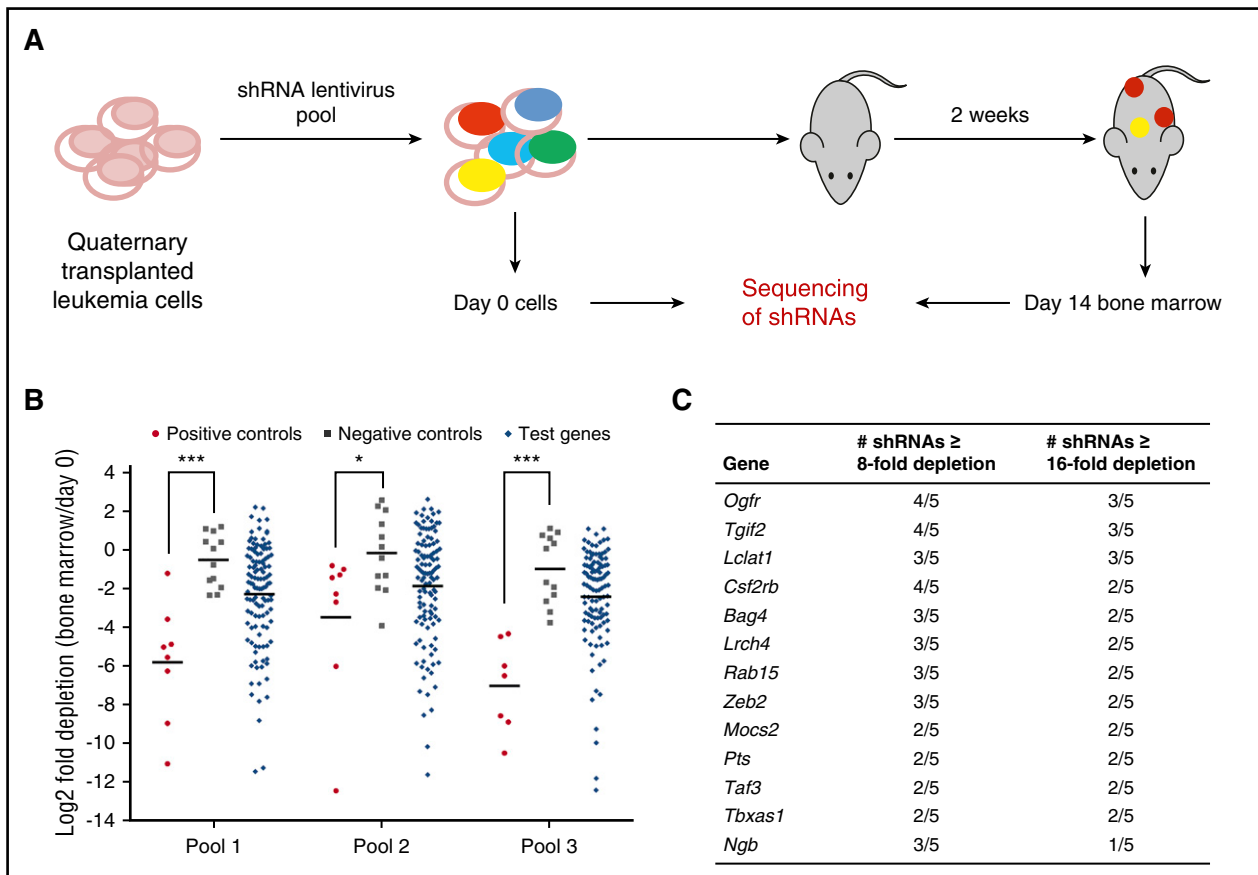 A
shRNA lentivirus
pool
2 weeks
Quaternary
transplanted
leukemia cells
Day 0 cells
Sequencing
of shRNAs
Day 14 bone marrow
B
Positive controls Negative controls Test genes
*** * ***
Log2 fold depletion (bone marrow/day 0)
4
2
0
-2
-4
-6
-8
-10
-12
-14
Pool 1 Pool 2 Pool 3
C
Gene # shRNAs ≥ 8-fold depletion # shRNAs ≥ 16-fold depletion
Ogfr 4/5 3/5
Tgif2 4/5 3/5
Lclat1 3/5 3/5
Csf2rb 4/5 2/5
Bag4 3/5 2/5
Lrch4 3/5 2/5
Rab15 3/5 2/5
Zeb2 3/5 2/5
Mocs2 2/5 2/5
Pts 2/5 2/5
Taf3 2/5 2/5
Tbxas1 2/5 2/5
Ngb 3/5 1/5